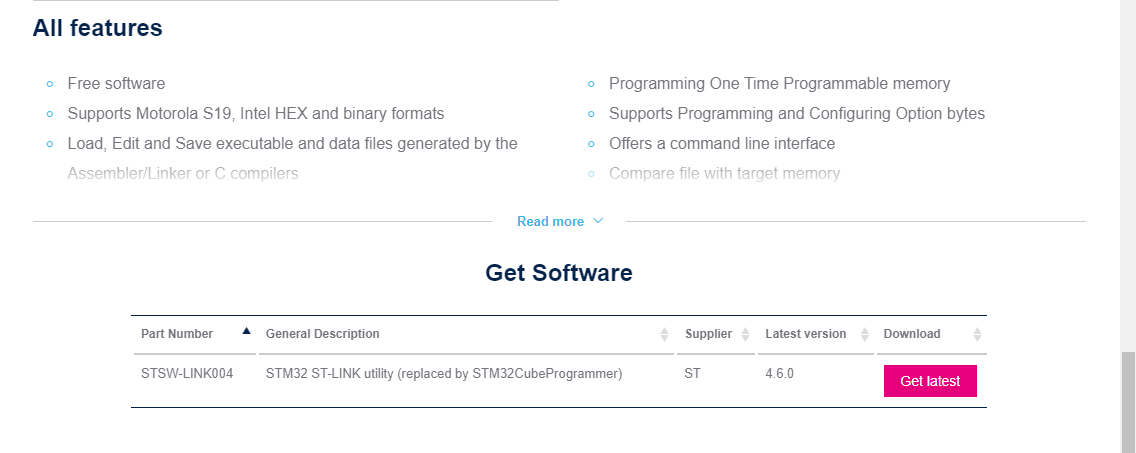 All features
Free software
Supports Motorola S19, Intel HEX and binary formats
Load, Edit and Save executable and data files generated by the
Assembler/Linker or C compilers
Programming One Time Programmable memory
Supports Programming and Configuring Option bytes
Offers a command line interface
Compare file with target memory
Read more
Get Software
Part Number General Description Supplier Latest version Download
STSW-LINK004 STM32 ST-LINK utility (replaced by STM32CubeProgrammer) ST 4.6.0 Get latest